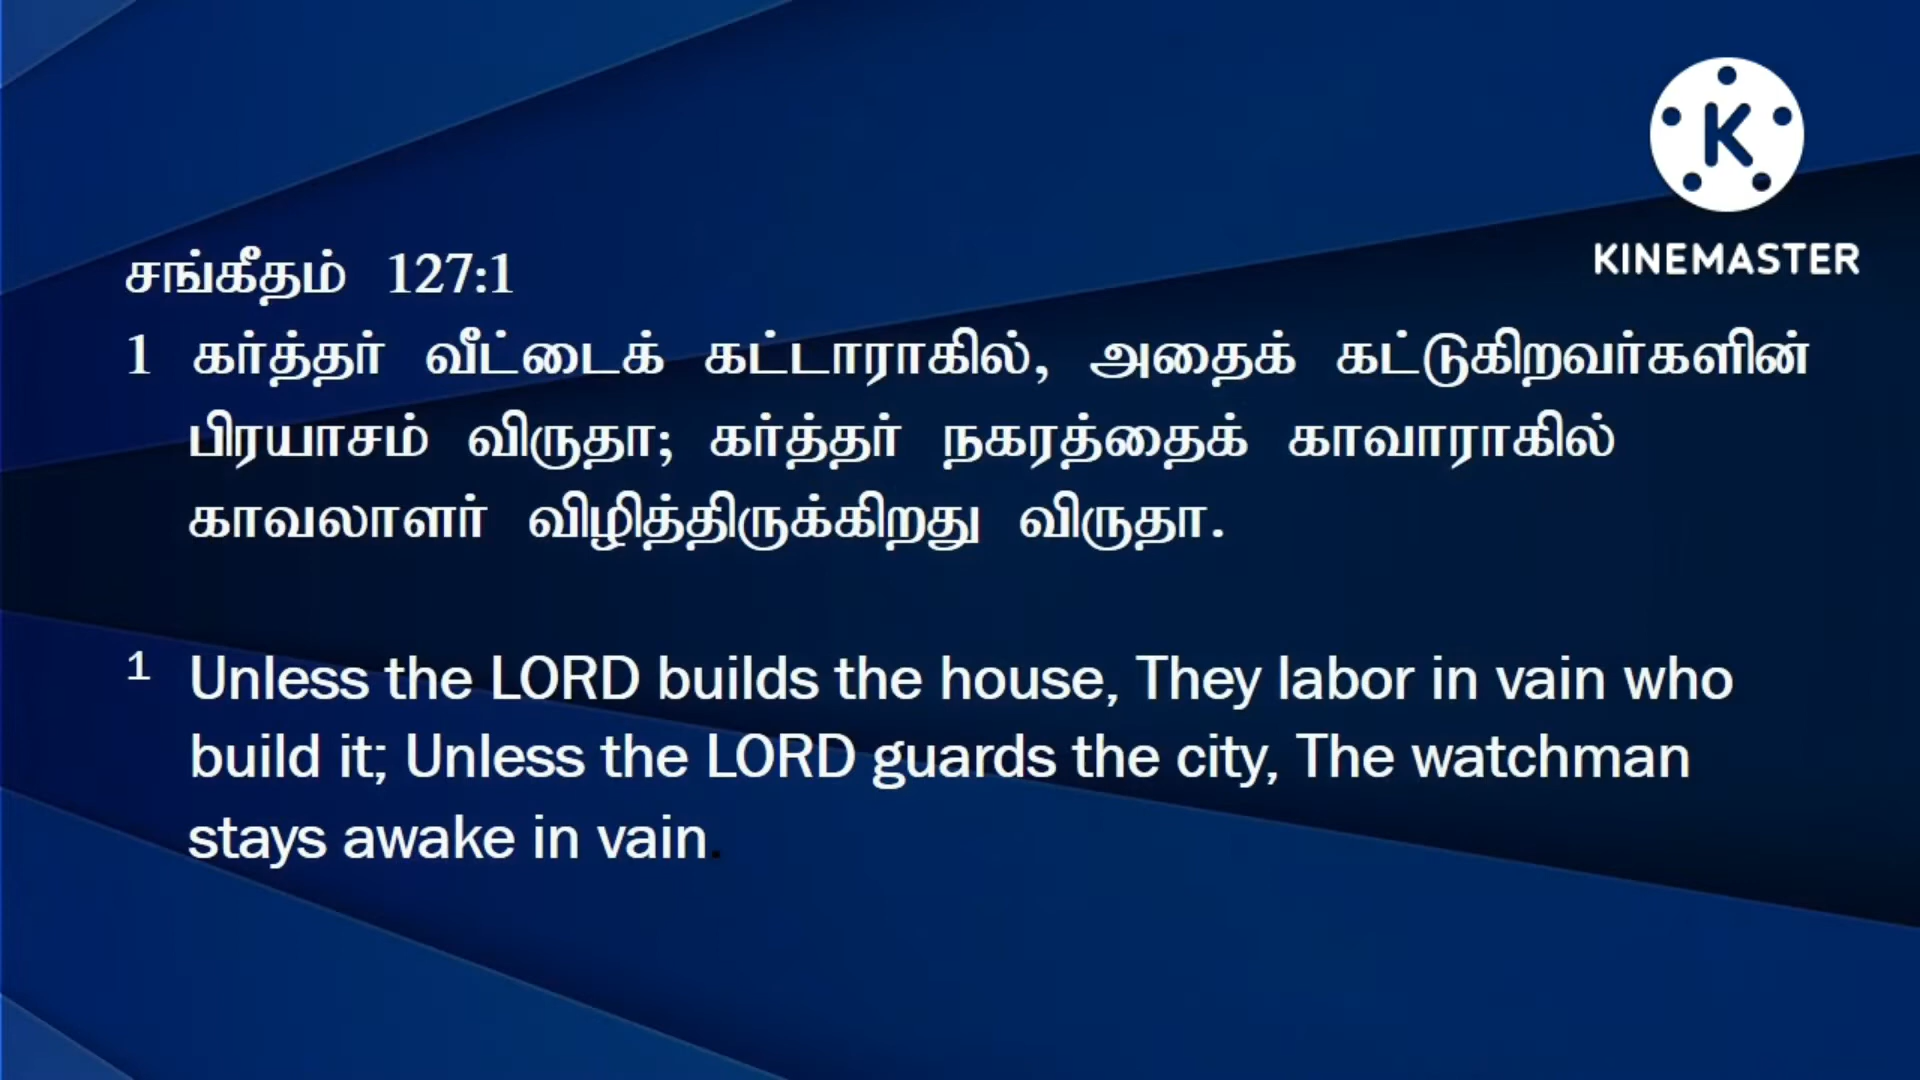 K
KINEMASTER
சங்கீதம் 127:1
1 கர்த்தர் வீட்டைக் கட்டாராகில், அதைக் கட்டுகிறவர்களின்
பிரயாசம் விருதா; கர்த்தர் நகரத்தைக் காவாராகில்
காவலாளர் விழித்திருக்கிறது விருதா.
1 Unless the LORD builds the house, They labor in vain who
build it; Unless the LORD guards the city, The watchman
stays awake in vain.